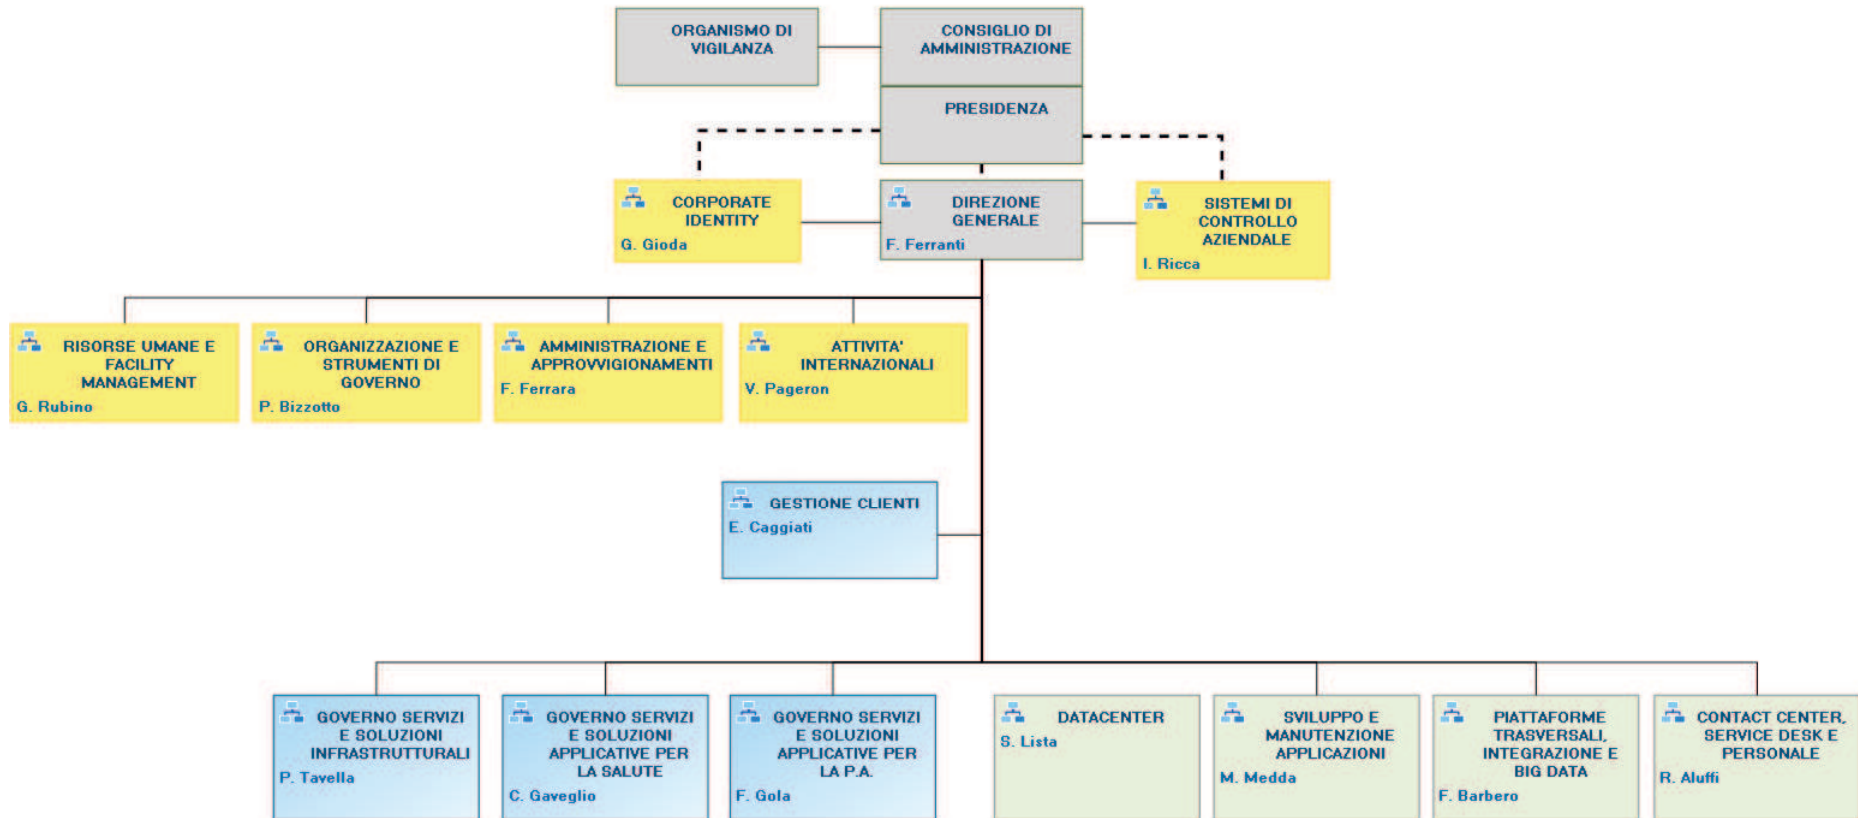 ORGANISMO DI
VIGILANZA
CONSIGLIO DI
AMMINISTRAZIONE
PRESIDENZA
CORPORATE
IDENTITY
G. Gioda
DIREZIONE
GENERALE
F. Ferranti
SISTEMI DI
CONTROLLO
AZIENDALE
I. Ricca
RISORSE UMANE E
FACILITY
MANAGEMENT
G. Rubino
ORGANIZZAZIONE E
STRUMENTI DI
GOVERNO
P. Bizzotto
AMMINISTRAZIONE E
APPROVVIGIONAMENTI
F. Ferrara
ATTIVITA'
INTERNAZIONALI
V. Pageron
GESTIONE CLIENTI
E. Caggiati
GOVERNO SERVIZI
E SOLUZIONI
INFRASTRUTTURALI
P. Tavella
GOVERNO SERVIZI
E SOLUZIONI
APPLICATIVE PER
LA SALUTE
C. Gaveglio
GOVERNO SERVIZI
E SOLUZIONI
APPLICATIVE PER
LA P.A.
F. Gola
DATACENTER
S. Lista
SVILUPPO E
MANUTENZIONE
APPLICAZIONI
M. Medda
PIATTAFORME
TRASVERSALI,
INTEGRAZIONE E
BIG DATA
F. Barbero
CONTACT CENTER,
SERVICE DESK E
PERSONALE
R. Aluffi